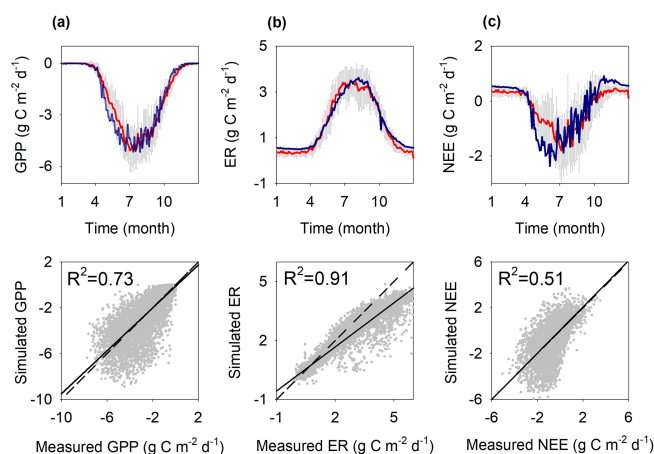 (a)
(b)
(c)
GPP (g C m⁻² d⁻¹)
0
-3
-6
1 4 7 10
Time (month)
ER (g C m⁻² d⁻¹)
5
3
1
-1
1 4 7 10
Time (month)
NEE (g C m⁻² d⁻¹)
2
0
-2
1 4 7 10
Time (month)
R²=0.73
Simulated GPP
2
-2
-6
-10
-10 -6 -2 2
Measured GPP (g C m⁻² d⁻¹)
R²=0.91
Simulated ER
5
2
-1
-1 2 5
Measured ER (g C m⁻² d⁻¹)
R²=0.51
Simulated NEE
6
2
-2
-6
-6 -2 2 6
Measured NEE (g C m⁻² d⁻¹)